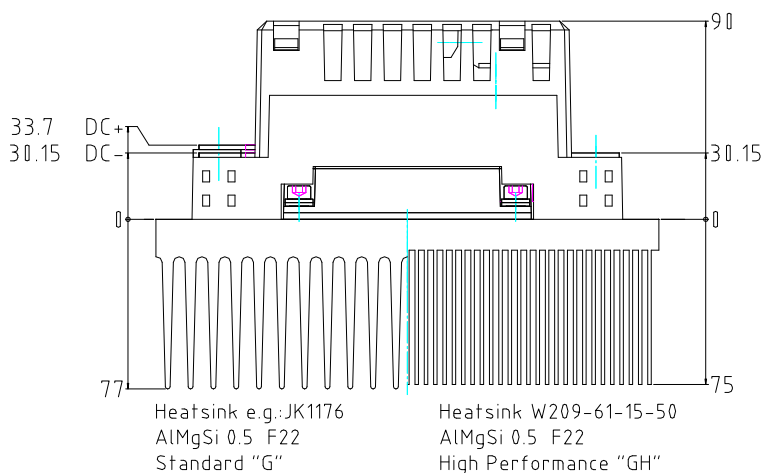 90
33.7 DC+
30.15 DC-
30.15
0
0
77
75
Heatsink e.g.:JK1176
AlMgSi 0.5 F22
Standard "G"
Heatsink W209-61-15-50
AlMgSi 0.5 F22
High Performance "GH"